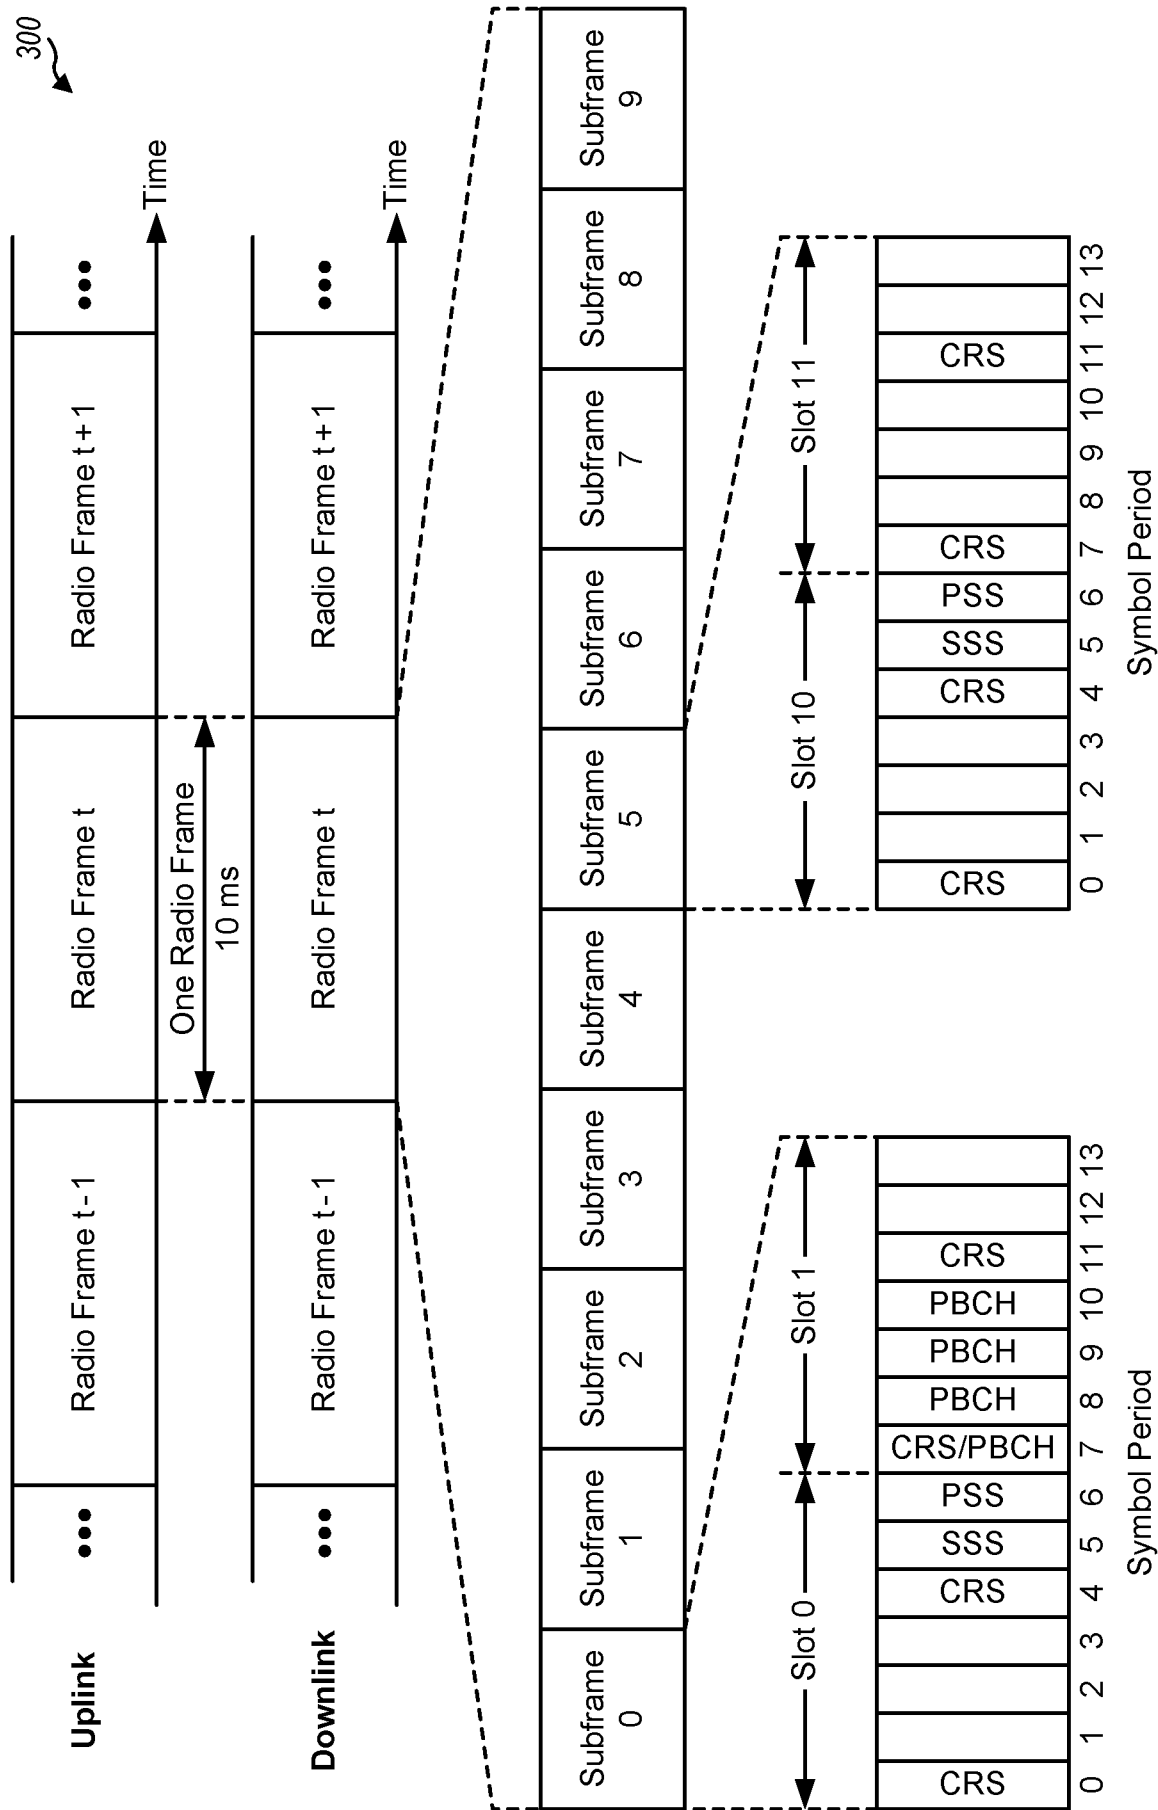 300
Uplink
••• Radio Frame t - 1 Radio Frame t Radio Frame t + 1 •••
Time
One Radio Frame
10 ms
Downlink
••• Radio Frame t - 1 Radio Frame t Radio Frame t + 1 •••
Time
Subframe Subframe Subframe Subframe Subframe Subframe Subframe Subframe Subframe Subframe
0 1 2 3 4 5 6 7 8 9
Slot 0 Slot 1
CRS CRS SSS PSS CRS/PBCH PBCH PBCH PBCH CRS
0 1 2 3 4 5 6 7 8 9 10 11 12 13
Symbol Period
Slot 10 Slot 11
CRS CRS SSS PSS CRS CRS
0 1 2 3 4 5 6 7 8 9 10 11 12 13
Symbol Period